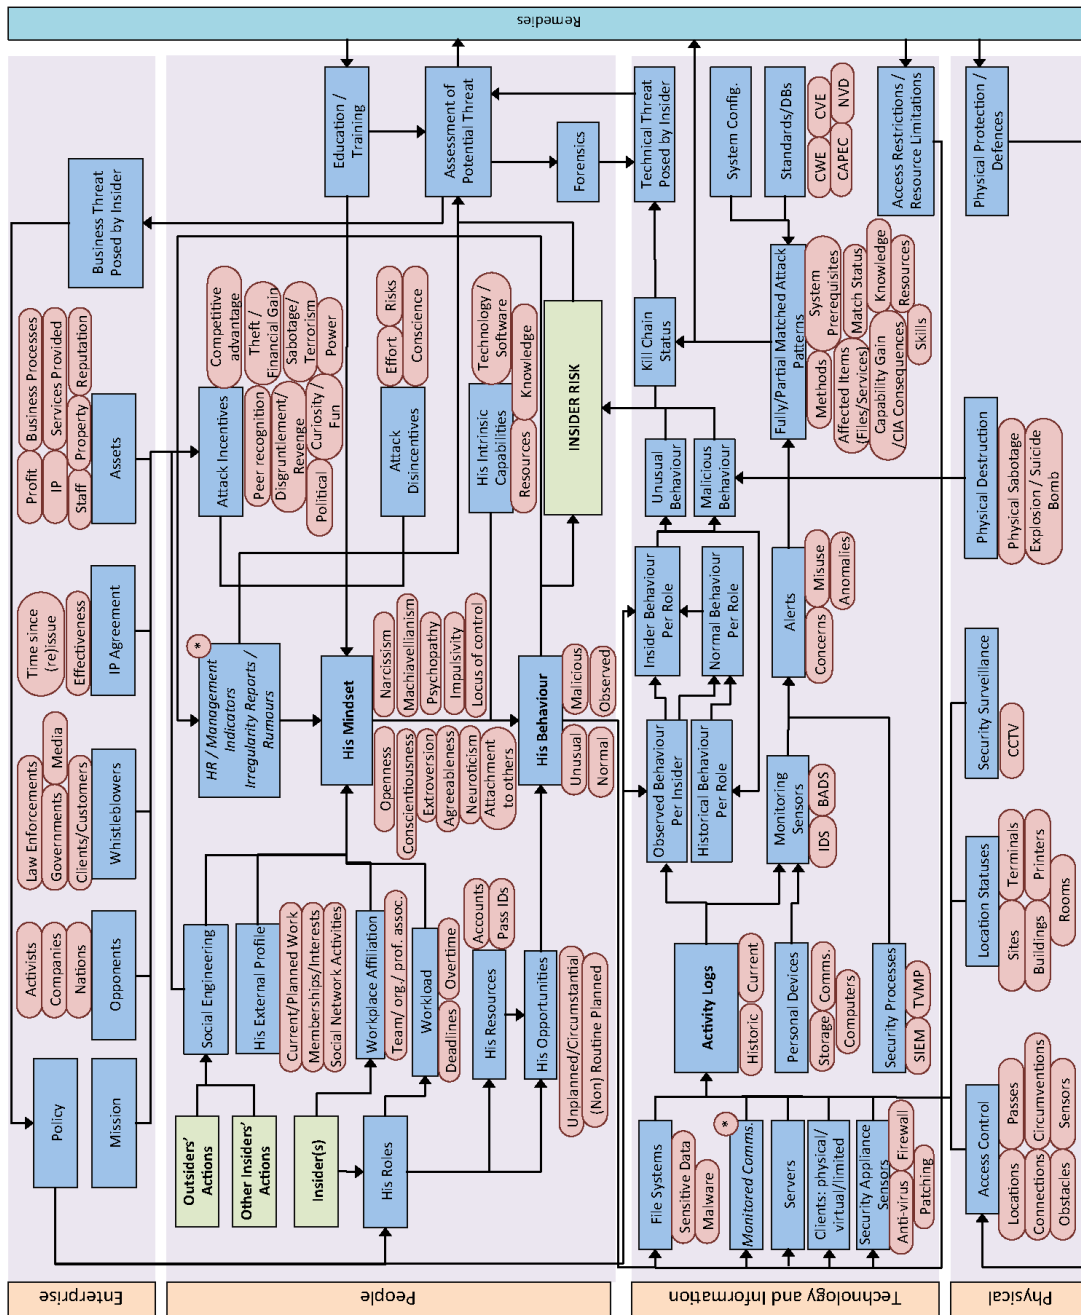 Enterprise
Policy
Mission
Activists
Companies
Nations
Opponents
Law Enforcements
Governments
Media
Clients/Customers
Whistleblowers
Time since
(re)issue
Effectiveness
IP Agreement
Profit
Business Processes
IP
Services Provided
Staff
Property
Reputation
Assets
Business Threat
Posed by Insider
People
Outsiders'
Actions
Other Insiders'
Actions
Insider(s)
His Roles
Social Engineering
His External Profile
Current/Planned Work
Memberships/Interests
Social Network Activities
Workplace Affiliation
Team/ org./ prof. assoc.
Workload
Deadlines
Overtime
His Resources
Accounts
Pass IDs
His Opportunities
Unplanned/Circumstantial
(Non) Routine Planned
HR / Management
Indicators
Irregularity Reports /
Rumours
*
His Mindset
Openness
Conscientiousness
Extroversion
Agreeableness
Neuroticism
Attachment
to others
Narcissism
Machiavellianism
Psychopathy
Impulsivity
Locus of control
His Behaviour
Unusual
Malicious
Normal
Observed
Attack Incentives
Competitive
advantage
Peer recognition
Theft /
Financial Gain
Disgruntlement/
Revenge
Sabotage/
Terrorism
Political
Curiosity /
Fun
Power
Attack
Disincentives
Effort
Risks
Conscience
His Intrinsic
Capabilities
Technology /
Software
Resources
Knowledge
INSIDER RISK
Education /
Training
Assessment of
Potential Threat
Forensics
Technology and Information
File Systems
Sensitive Data
Malware
Monitored Comms.
*
Servers
Clients: physical/
virtual/limited
Security Appliance
Sensors
Anti-virus
Firewall
Patching
Activity Logs
Historic
Current
Personal Devices
Storage
Comms.
Computers
Security Processes
SIEM
TVMP
Observed Behaviour
Per Insider
Historical Behaviour
Per Role
Monitoring
Sensors
IDS
BADS
Insider Behaviour
Per Role
Normal Behaviour
Per Role
Alerts
Concerns
Misuse
Anomalies
Unusual
Behaviour
Malicious
Behaviour
Kill Chain
Status
Fully/Partial Matched Attack
Patterns
Methods
System
Prerequisites
Affected Items
(Files/Services)
Match Status
Capability Gain
/CIA Consequences
Knowledge
Resources
Skills
Technical Threat
Posed by Insider
System Config.
Standards/DBs
CWE
CVE
CAPEC
NVD
Access Restrictions /
Resource Limitations
Physical
Access Control
Locations
Passes
Connections
Circumventions
Obstacles
Sensors
Location Statuses
Sites
Terminals
Buildings
Printers
Rooms
Security Surveillance
CCTV
Physical Destruction
Physical Sabotage
Explosion / Suicide
Bomb
Physical Protection /
Defences
Remedies